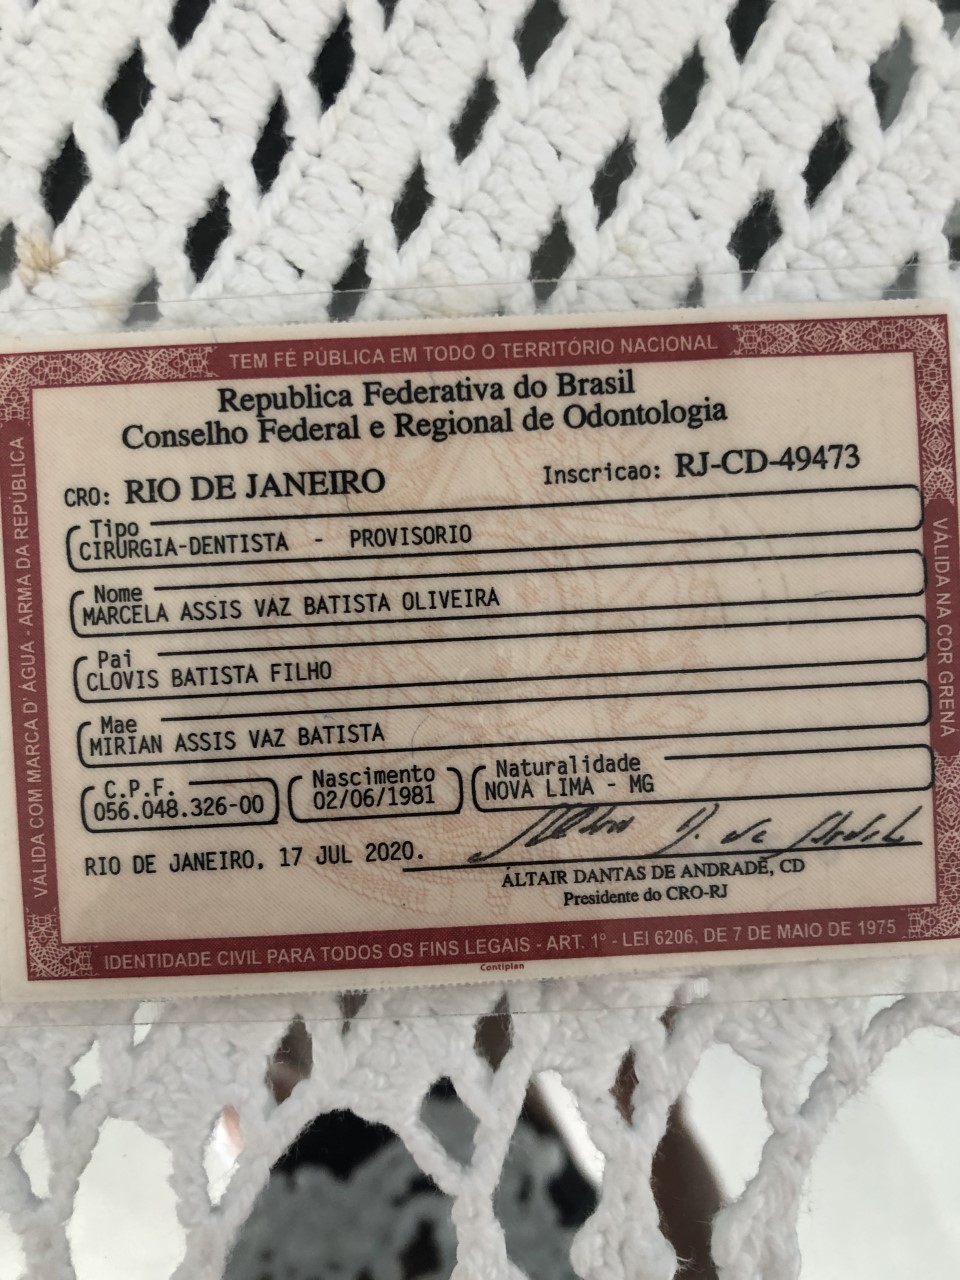 TEM FÉ PÚBLICA EM TODO O TERRITÓRIO NACIONAL
Republica Federativa do Brasil
Conselho Federal e Regional de Odontologia
CRO: RIO DE JANEIRO Inscricao: RJ-CD-49473
Tipo
CIRURGIA-DENTISTA - PROVISORIO
Nome
MARCELA ASSIS VAZ BATISTA OLIVEIRA
Pai
CLOVIS BATISTA FILHO
Mae
MIRIAN ASSIS VAZ BATISTA
C.P.F. Nascimento Naturalidade
056.048.326-00 02/06/1981 NOVA LIMA - MG
RIO DE JANEIRO, 17 JUL 2020.
ALTAIR DANTAS DE ANDRADE, CD
Presidente do CRO-RJ
IDENTIDADE CIVIL PARA TODOS OS FINS LEGAIS - ART. 1º - LEI 6206, DE 7 DE MAIO DE 1975
Contiplan
VÁLIDA COM MARCA D'ÁGUA - ARMA DA REPÚBLICA
VÁLIDA NA COR GRENÁ